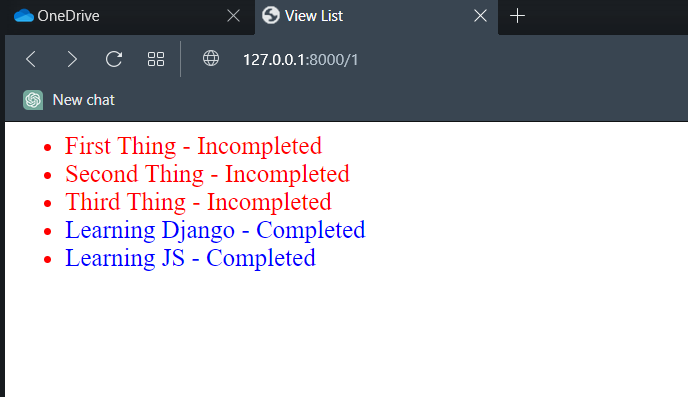 OneDrive View List
127.0.0.1:8000/1
New chat
First Thing - Incompleted
Second Thing - Incompleted
Third Thing - Incompleted
Learning Django - Completed
Learning JS - Completed